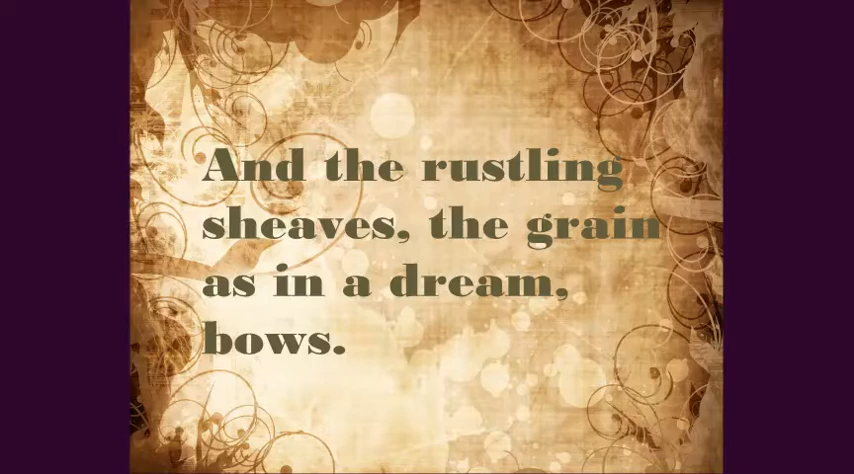 And the rustling
sheaves, the grain
as in a dream,
bows.